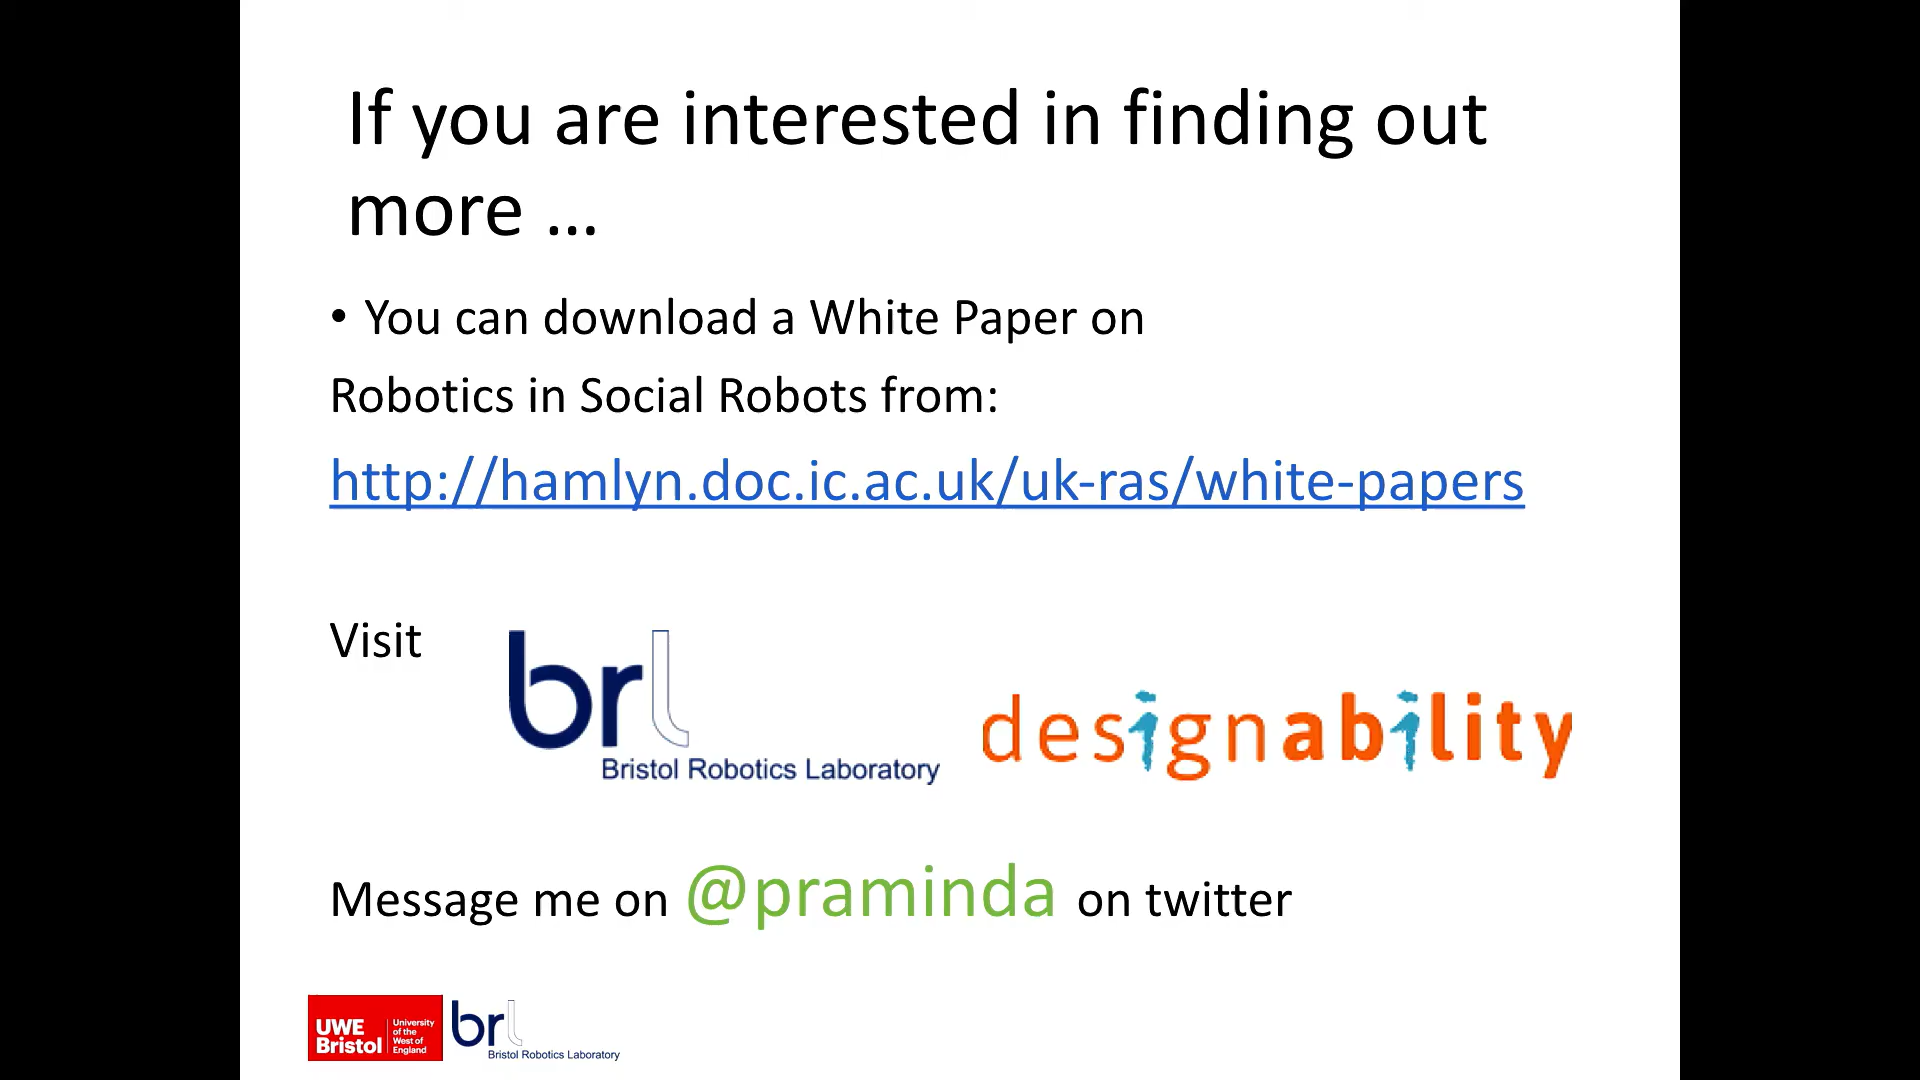 If you are interested in finding out
more ...
• You can download a White Paper on
Robotics in Social Robots from:
http://hamlyn.doc.ic.ac.uk/uk-ras/white-papers
Visit
brl
Bristol Robotics Laboratory
designability
Message me on @praminda on twitter
UWE Bristol
University of the West of England
brl
Bristol Robotics Laboratory